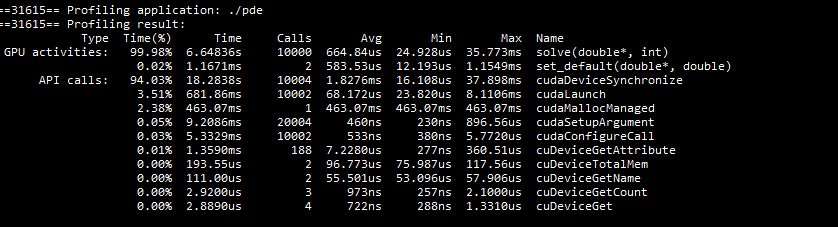 ==31615== Profiling application: ./pde
==31615== Profiling result:
Type Time(%) Time Calls Avg Min Max Name
GPU activities: 99.98% 6.64836s 10000 664.84us 24.928us 35.773ms solve(double*, int)
0.02% 1.1671ms 2 583.53us 12.193us 1.1549ms set_default(double*, double)
API calls: 94.03% 18.2838s 10004 1.8276ms 16.108us 37.898ms cudaDeviceSynchronize
3.51% 681.86ms 10002 68.172us 23.820us 8.1106ms cudaLaunch
2.38% 463.07ms 1 463.07ms 463.07ms 463.07ms cudaMallocManaged
0.05% 9.2086ms 20004 460ns 230ns 896.56us cudaSetupArgument
0.03% 5.3329ms 10002 533ns 380ns 5.7720us cudaConfigureCall
0.01% 1.3590ms 188 7.2280us 277ns 360.51us cuDeviceGetAttribute
0.00% 193.55us 2 96.773us 75.987us 117.56us cuDeviceTotalMem
0.00% 111.00us 2 55.501us 53.096us 57.906us cuDeviceGetName
0.00% 2.9200us 3 973ns 257ns 2.1000us cuDeviceGetCount
0.00% 2.8890us 4 722ns 288ns 1.3310us cuDeviceGet